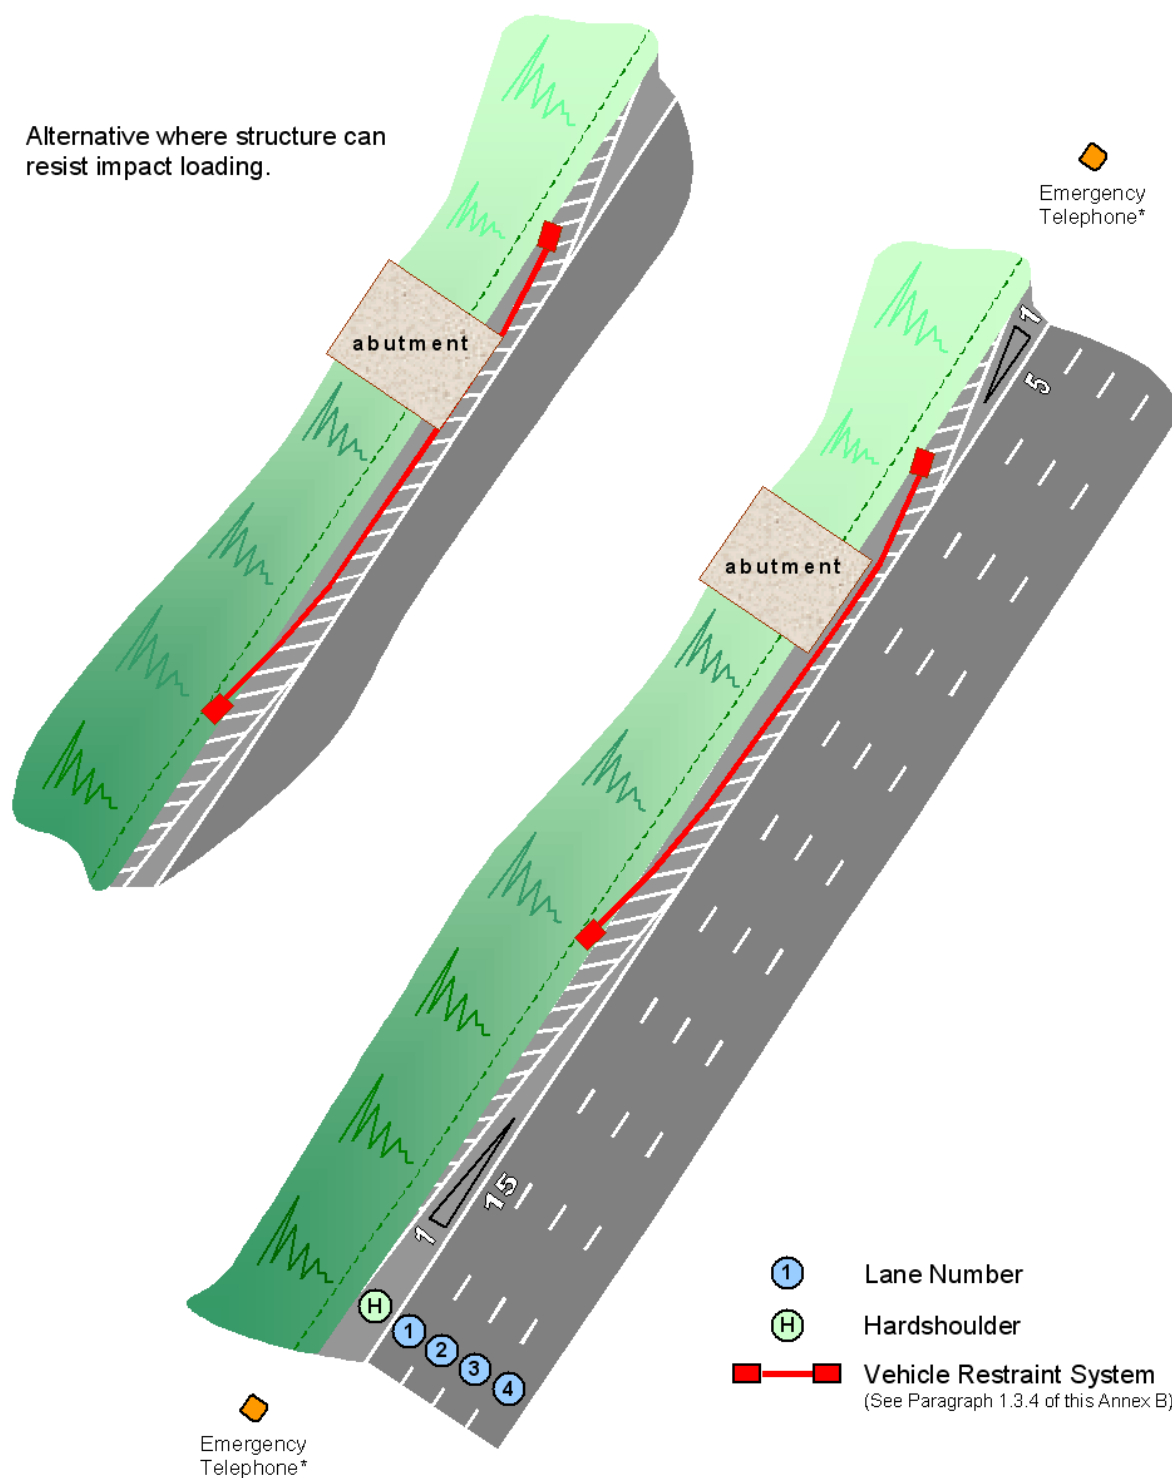 Alternative where structure can
resist impact loading.
Emergency
Telephone*
abutment
1
5
abutment
1
15
H
1
2
3
4
1 Lane Number
H Hardshoulder
Vehicle Restraint System
(See Paragraph 1.3.4 of this Annex B)
Emergency
Telephone*